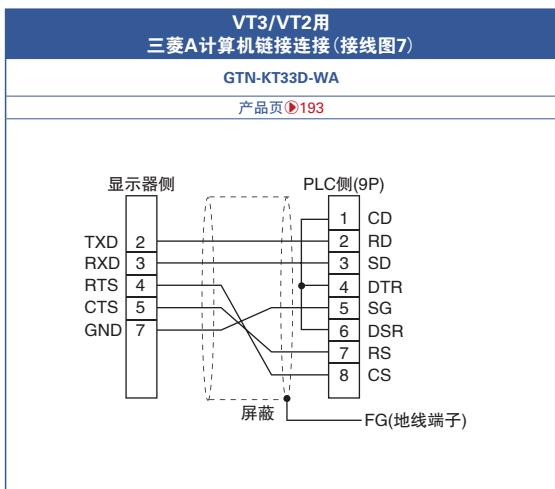 VT3/VT2用
三菱A计算机链接连接（接线图7）
GTN-KT33D-WA
产品页▶193
显示器侧 PLC侧(9P)
1 CD
TXD 2 2 RD
RXD 3 3 SD
RTS 4 4 DTR
CTS 5 5 SG
GND 7 6 DSR
7 RS
8 CS
屏蔽
FG(地线端子)